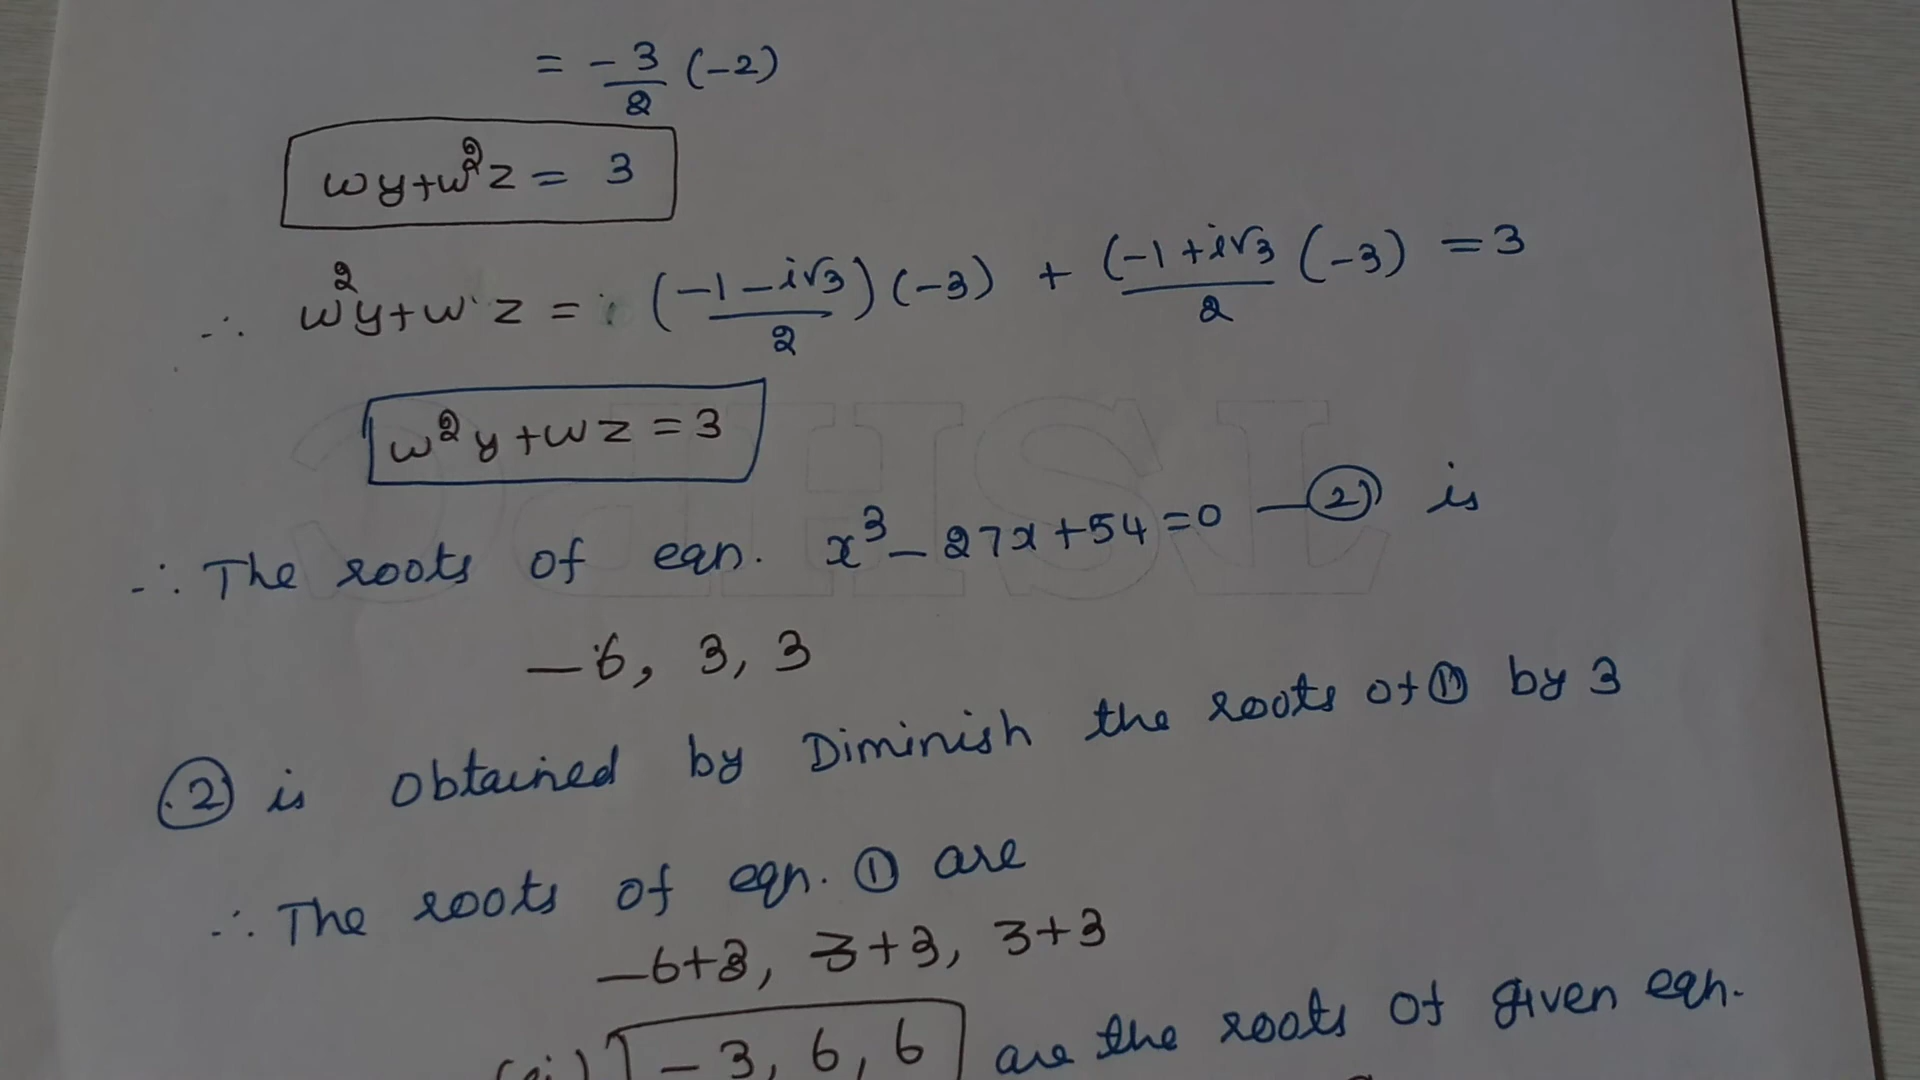 = -3/2 (-2)
ωy+ω²z = 3
∴ ω²y+ωz = ((-1-i√3)/2)(-3) + (-1+i√3)/2 (-3) = 3
ω²y+ωz = 3
∴ The roots of eqn. x³-27x+54=0 —② is
-6, 3, 3
② is obtained by Diminish the roots of ① by 3
∴ The roots of eqn. ① are
-6+3, 3+3, 3+3
(ie) -3, 6, 6 are the roots of given eqn.